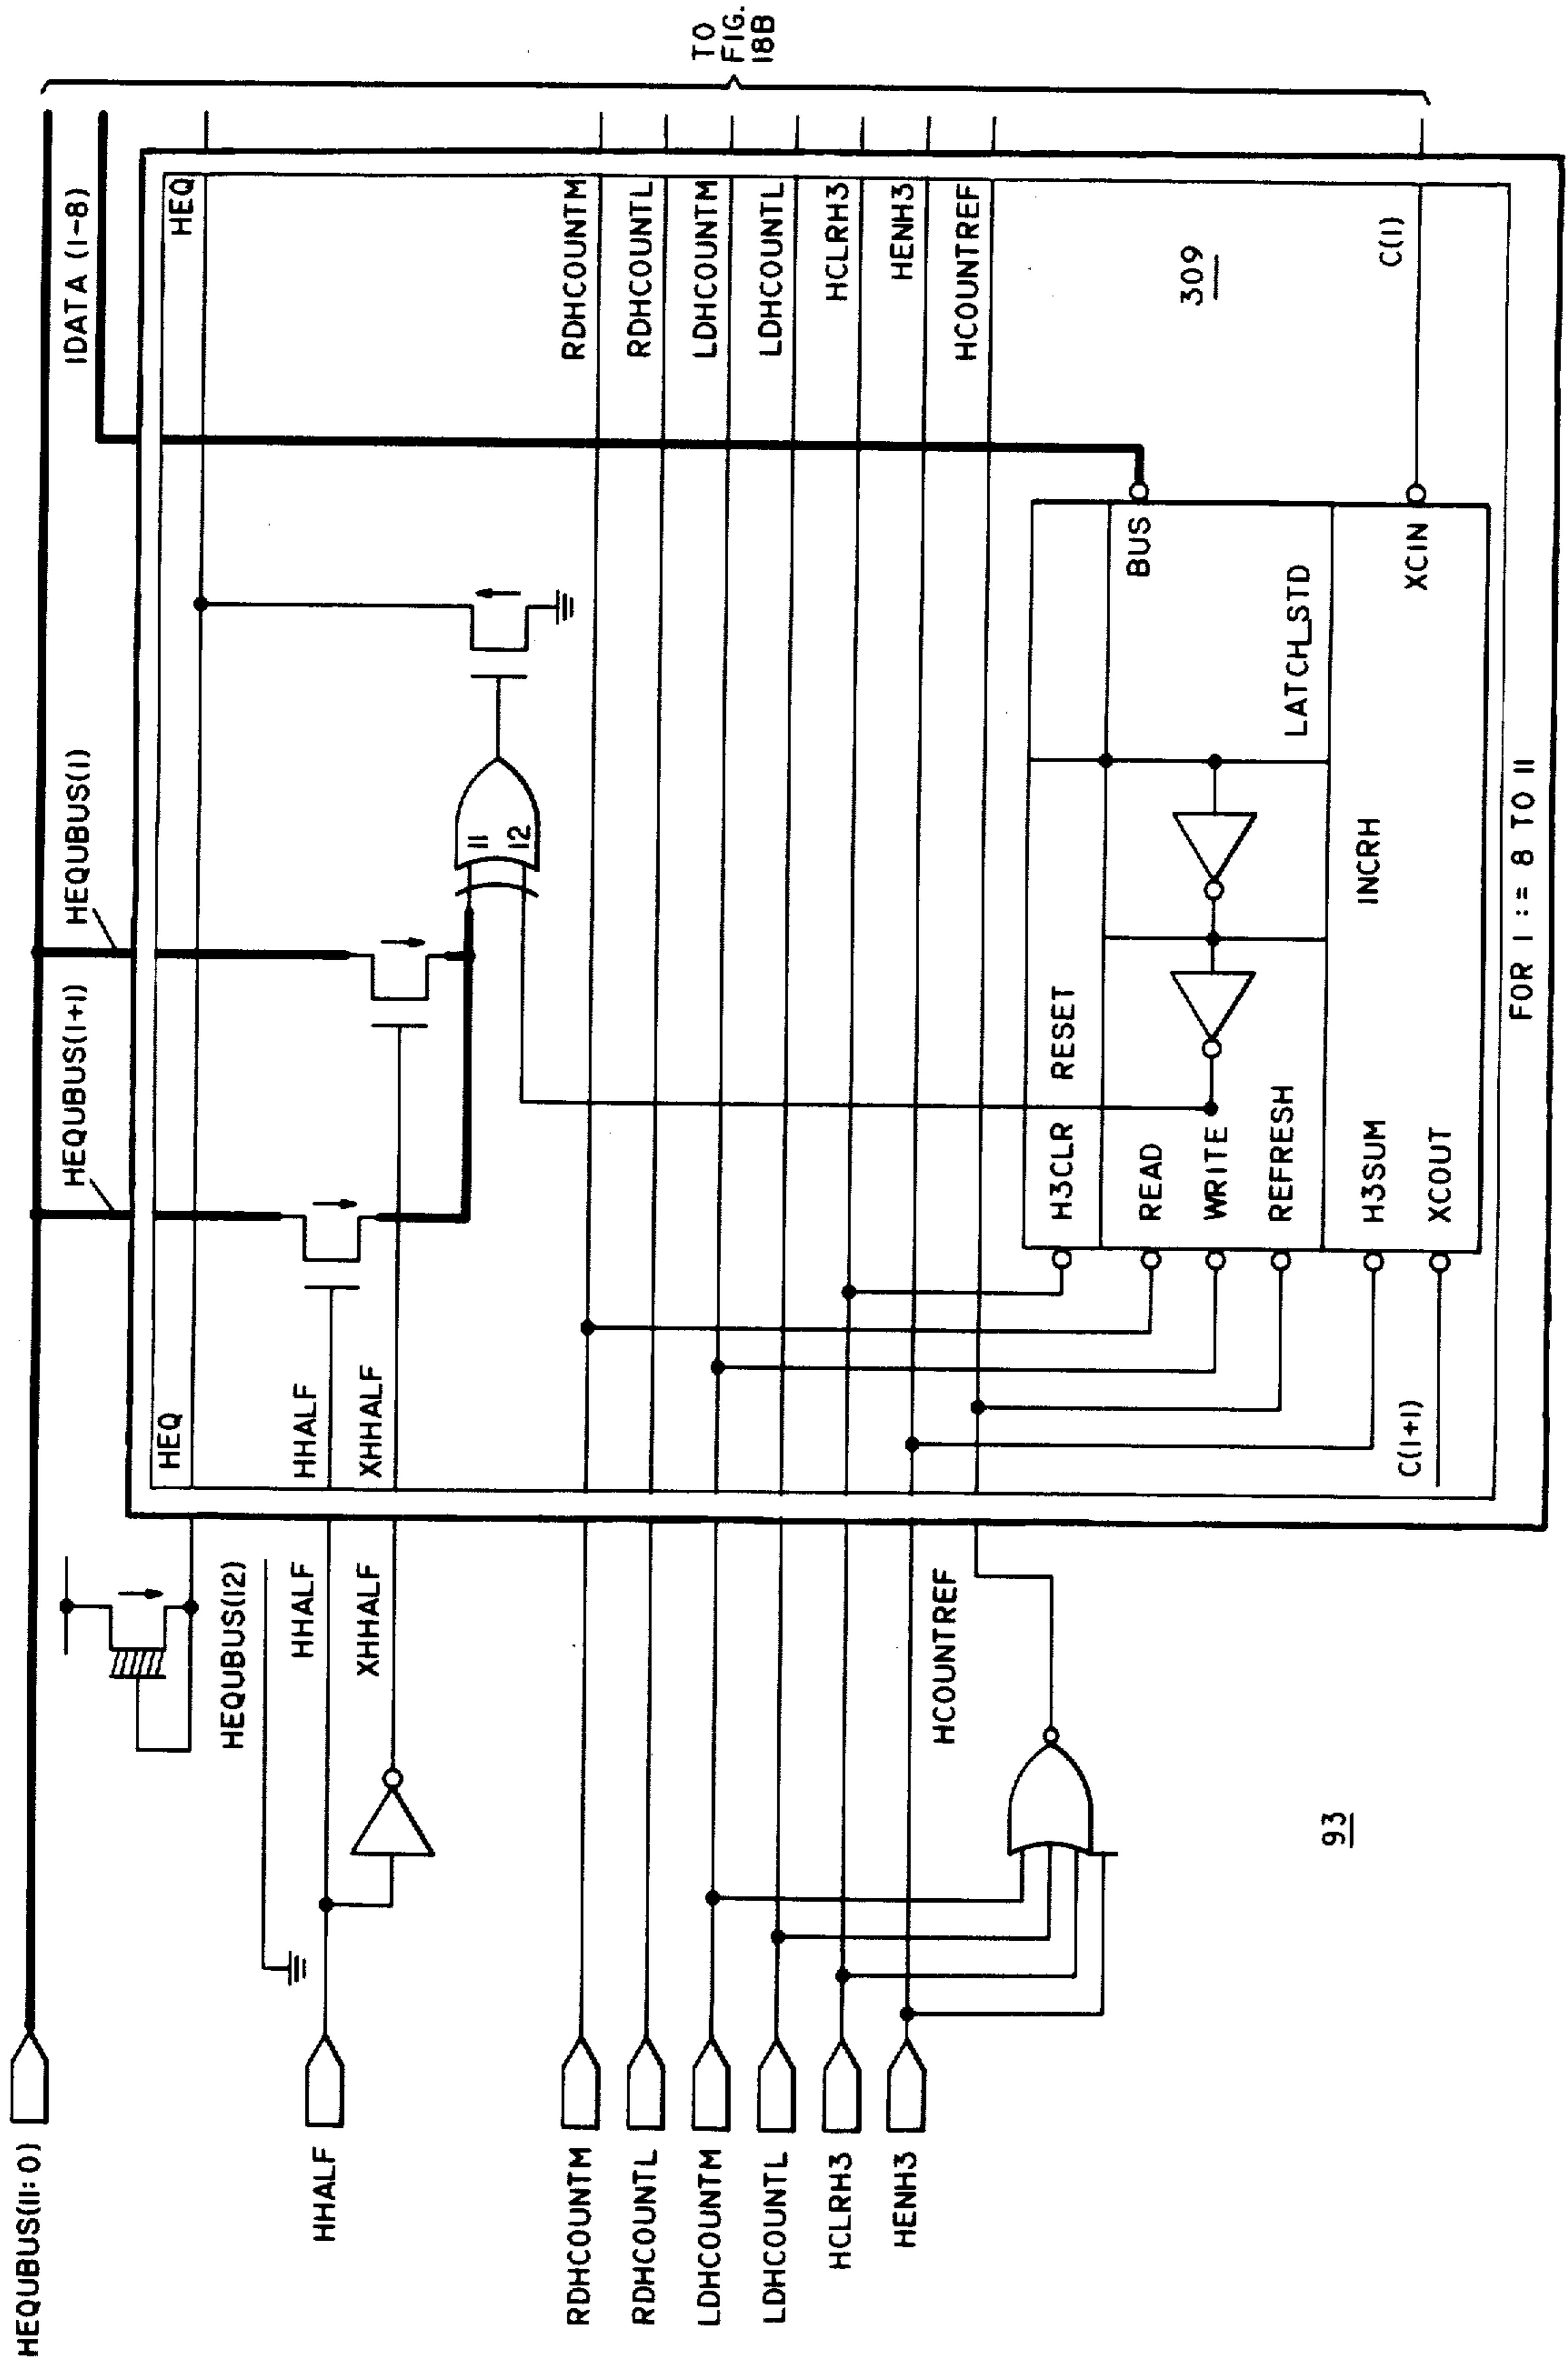 HEQUBUS(11:0)
HHALF
RDHCOUNTM
RDHCOUNTL
LDHCOUNTM
LDHCOUNTL
HCLRH3
HENH3
HEQUBUS(12)
HHALF
XHHALF
HCOUNTREF
93
HEQ
HHALF
XHHALF
HEQUBUS(I+1)
HEQUBUS(I)
I1
I2
IDATA (I-8)
HEQ
RDHCOUNTM
RDHCOUNTL
LDHCOUNTM
LDHCOUNTL
HCLRH3
HENH3
HCOUNTREF
309
C(I)
H3CLR RESET
READ
WRITE
REFRESH
H3SUM
XCOUT
C(I+1)
BUS
LATCH_STD
INCRH
XCIN
FOR I := 8 TO 11
TO
FIG.
18B